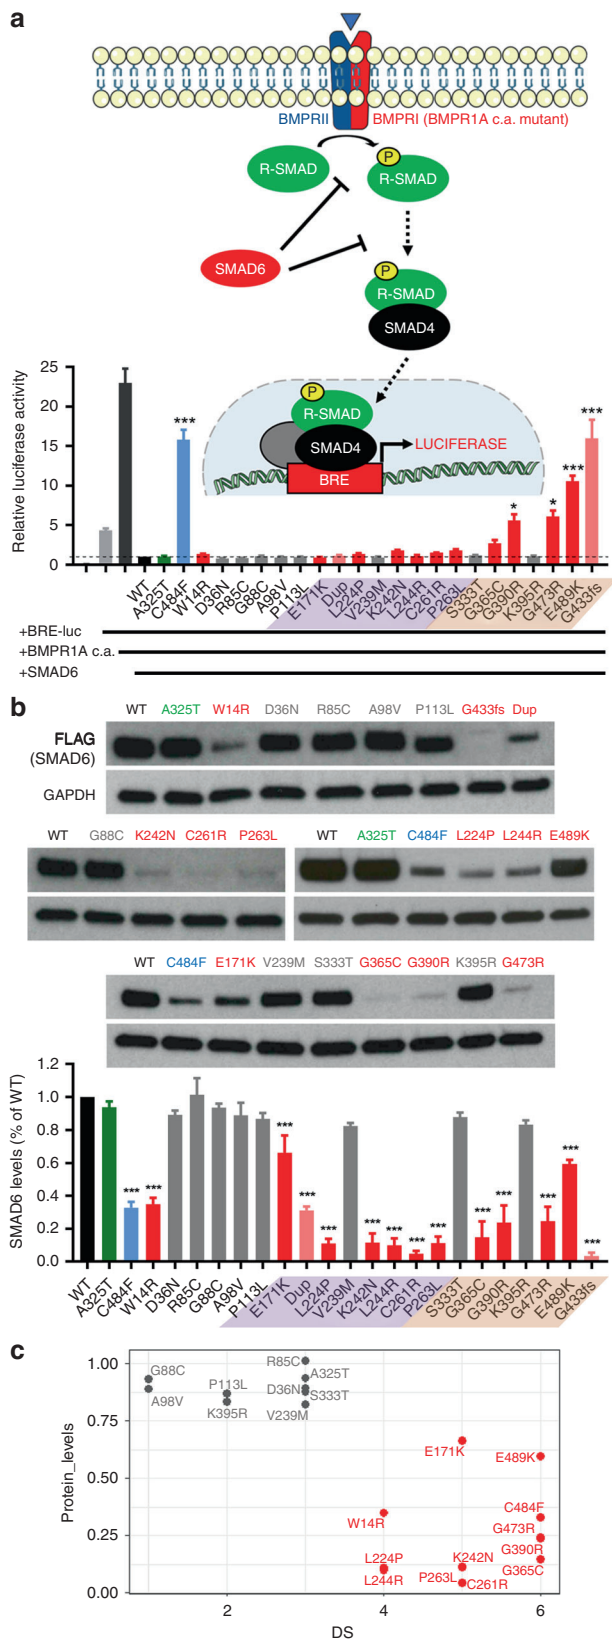 a
BMPRII
BMPRI (BMPR1A c.a. mutant)
P
R-SMAD
R-SMAD
SMAD6
P
R-SMAD
SMAD4
25
20
15
10
5
1
0
Relative luciferase activity
***
*
*
***
***
P
R-SMAD
SMAD4
LUCIFERASE
BRE
WT
A325T
C484F
W14R
D36N
R85C
G88C
A98V
P113L
E171K
Dup
L224P
V239M
K242N
L244R
C261R
P263L
S333T
G365C
G390R
K395R
G473R
E489K
G433fs
+BRE-luc
+BMPR1A c.a.
+SMAD6
b
WT A325T W14R D36N R85C A98V P113L G433fs Dup
FLAG
(SMAD6)
GAPDH
WT G88C K242N C261R P263L
WT A325T C484F L224P L244R E489K
WT C484F E171K V239M S333T G365C G390R K395R G473R
1.2
1.0
0.8
0.6
0.4
0.2
0.0
SMAD6 levels (% of WT)
***
***
***
***
***
***
***
***
***
***
***
***
***
***
WT
A325T
C484F
W14R
D36N
R85C
G88C
A98V
P113L
E171K
Dup
L224P
V239M
K242N
L244R
C261R
P263L
S333T
G365C
G390R
K395R
G473R
E489K
G433fs
c
1.00
0.75
0.50
0.25
0.00
Protein_levels
G88C
A98V
P113L
K395R
R85C
A325T
D36N
S333T
V239M
E171K
E489K
W14R
C484F
G473R
G390R
G365C
L224P
L244R
K242N
P263L
C261R
2
4
6
DS